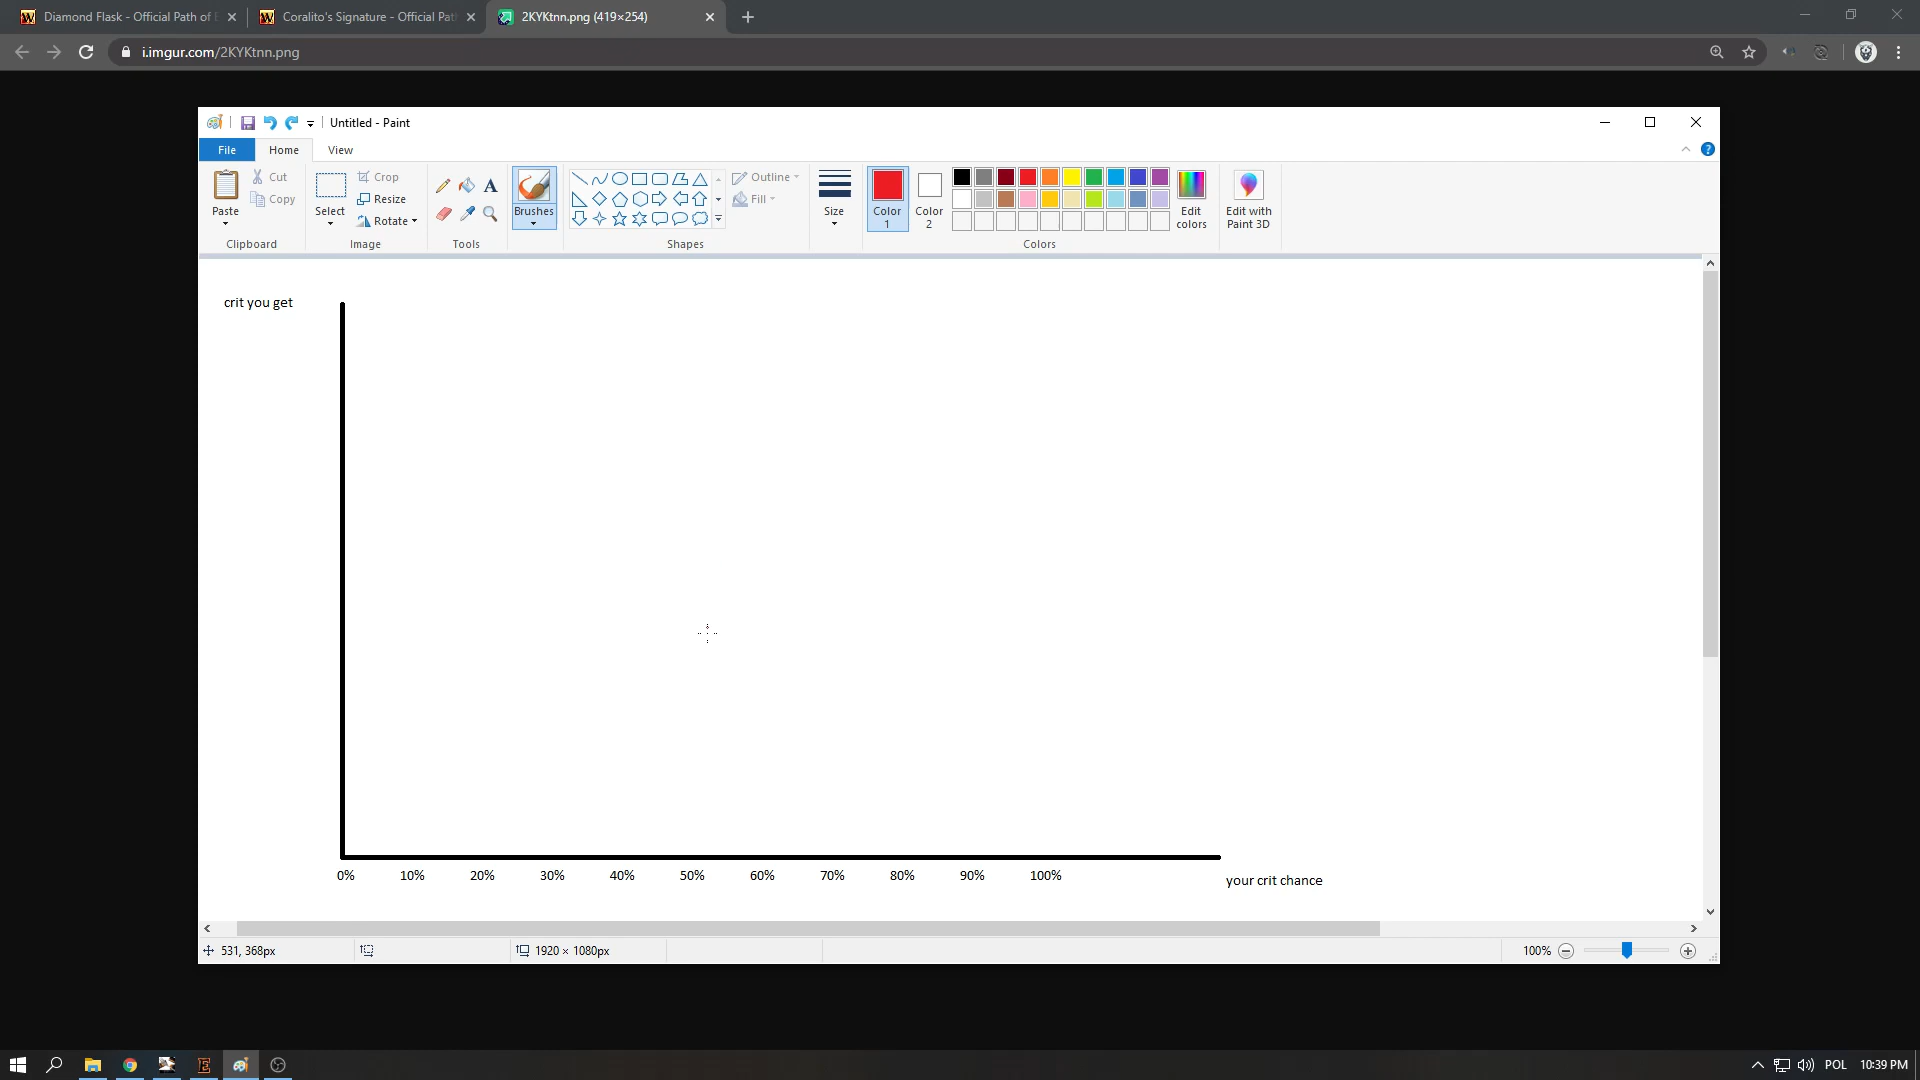 Diamond Flask - Official Path of E
Coralito's Signature - Official Pat
2KYKtnn.png (419×254)
i.imgur.com/2KYKtnn.png
Untitled - Paint
File Home View
Paste
Cut
Copy
Clipboard
Select
Crop
Resize
Rotate
Image
Tools
Brushes
Shapes
Outline
Fill
Size
Color 1
Color 2
Colors
Edit colors
Edit with Paint 3D
crit you get
0% 10% 20% 30% 40% 50% 60% 70% 80% 90% 100%
your crit chance
531, 368px
1920 × 1080px
100%
POL
10:39 PM